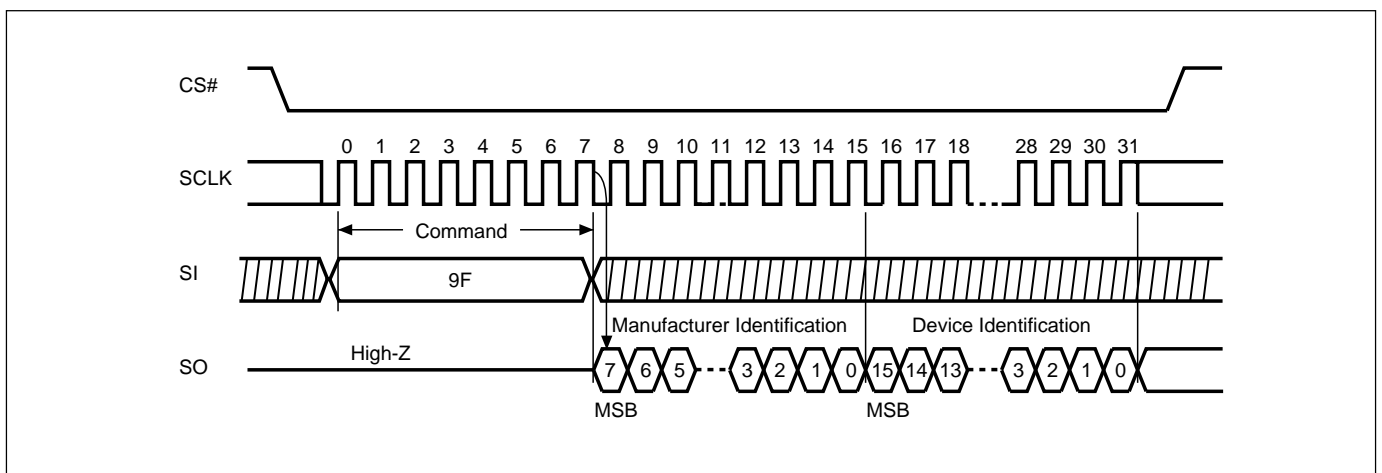 CS#
0 1 2 3 4 5 6 7 8 9 10 11 12 13 14 15 16 17 18 28 29 30 31
SCLK
Command
SI
9F
Manufacturer Identification Device Identification
High-Z
SO
7 6 5 3 2 1 0 15 14 13 3 2 1 0
MSB MSB